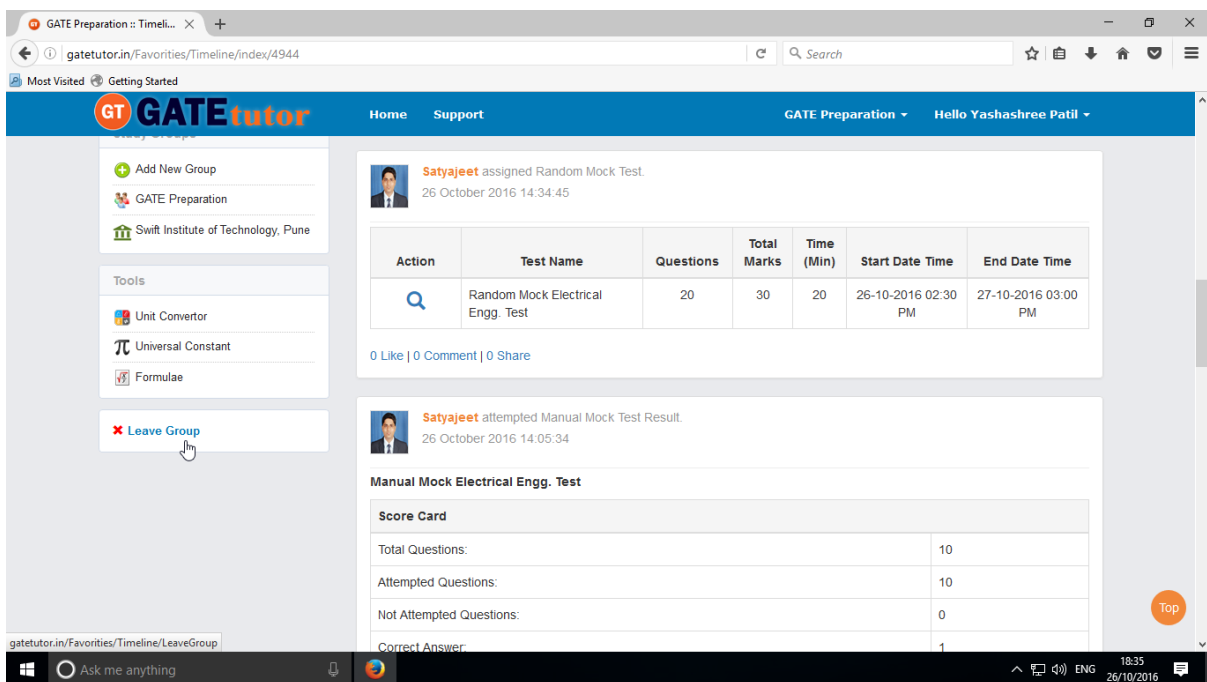 GATE Preparation :: Timeli...
gatetutor.in/Favorities/Timeline/index/4944
Search
Most Visited
Getting Started
GT GATEtutor
Home
Support
GATE Preparation
Hello Yashashree Patil
Study Groups
Add New Group
GATE Preparation
Swift Institute of Technology, Pune
Tools
Unit Convertor
Universal Constant
Formulae
Leave Group
Satyajeet assigned Random Mock Test.
26 October 2016 14:34:45
Action
Test Name
Questions
Total
Marks
Time
(Min)
Start Date Time
End Date Time
Random Mock Electrical
Engg. Test
20
30
20
26-10-2016 02:30
PM
27-10-2016 03:00
PM
0 Like | 0 Comment | 0 Share
Satyajeet attempted Manual Mock Test Result.
26 October 2016 14:05:34
Manual Mock Electrical Engg. Test
Score Card
Total Questions: 10
Attempted Questions: 10
Not Attempted Questions: 0
Correct Answer: 1
Top
gatetutor.in/Favorities/Timeline/LeaveGroup
Ask me anything
ENG
18:35
26/10/2016